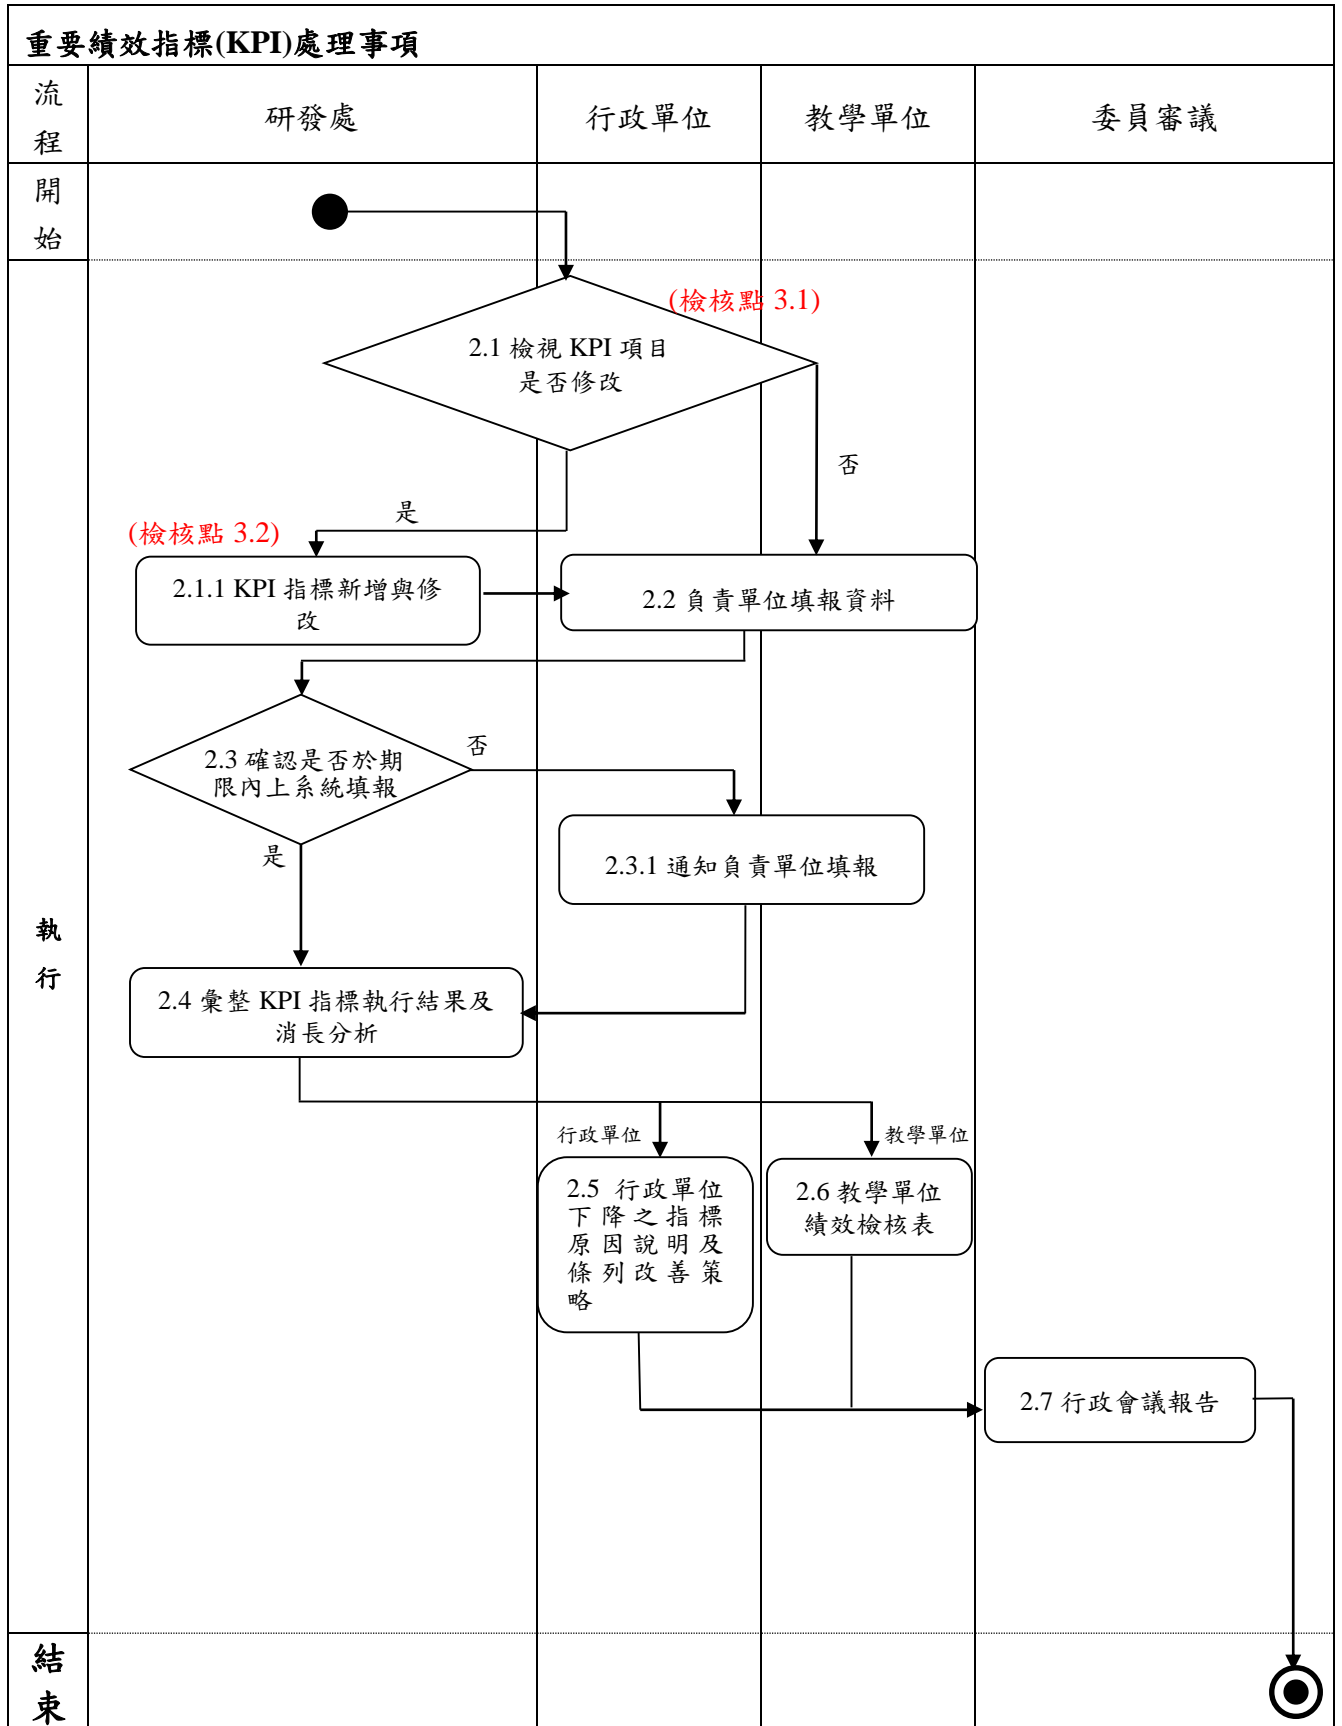 重要績效指標(KPI)處理事項
流
程
研發處
行政單位
教學單位
委員審議
開
始
(檢核點 3.1)
2.1 檢視 KPI 項目
是否修改
否
是
(檢核點 3.2)
2.1.1 KPI 指標新增與修
改
2.2 負責單位填報資料
2.3 確認是否於期
限內上系統填報
否
是
2.3.1 通知負責單位填報
執
行
2.4 彙整 KPI 指標執行結果及
消長分析
行政單位
教學單位
2.5 行政單位
下降之指標
原因說明及
條列改善策
略
2.6 教學單位
績效檢核表
2.7 行政會議報告
結
束